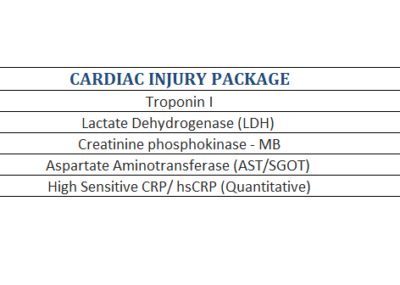 CARDIAC INJURY PACKAGE
Troponin I
Lactate Dehydrogenase (LDH)
Creatinine phosphokinase - MB
Aspartate Aminotransferase (AST/SGOT)
High Sensitive CRP/ hsCRP (Quantitative)